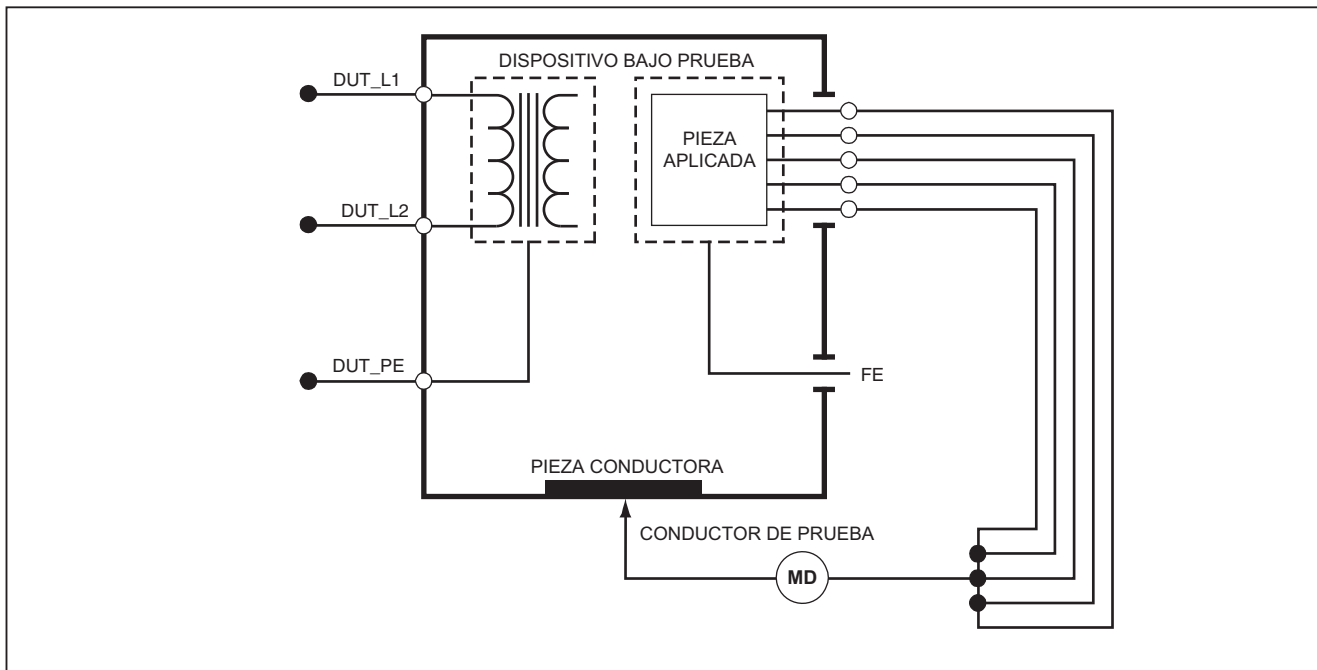 DISPOSITIVO BAJO PRUEBA
DUT_L1
PIEZA
APLICADA
DUT_L2
DUT_PE
FE
PIEZA CONDUCTORA
CONDUCTOR DE PRUEBA
MD